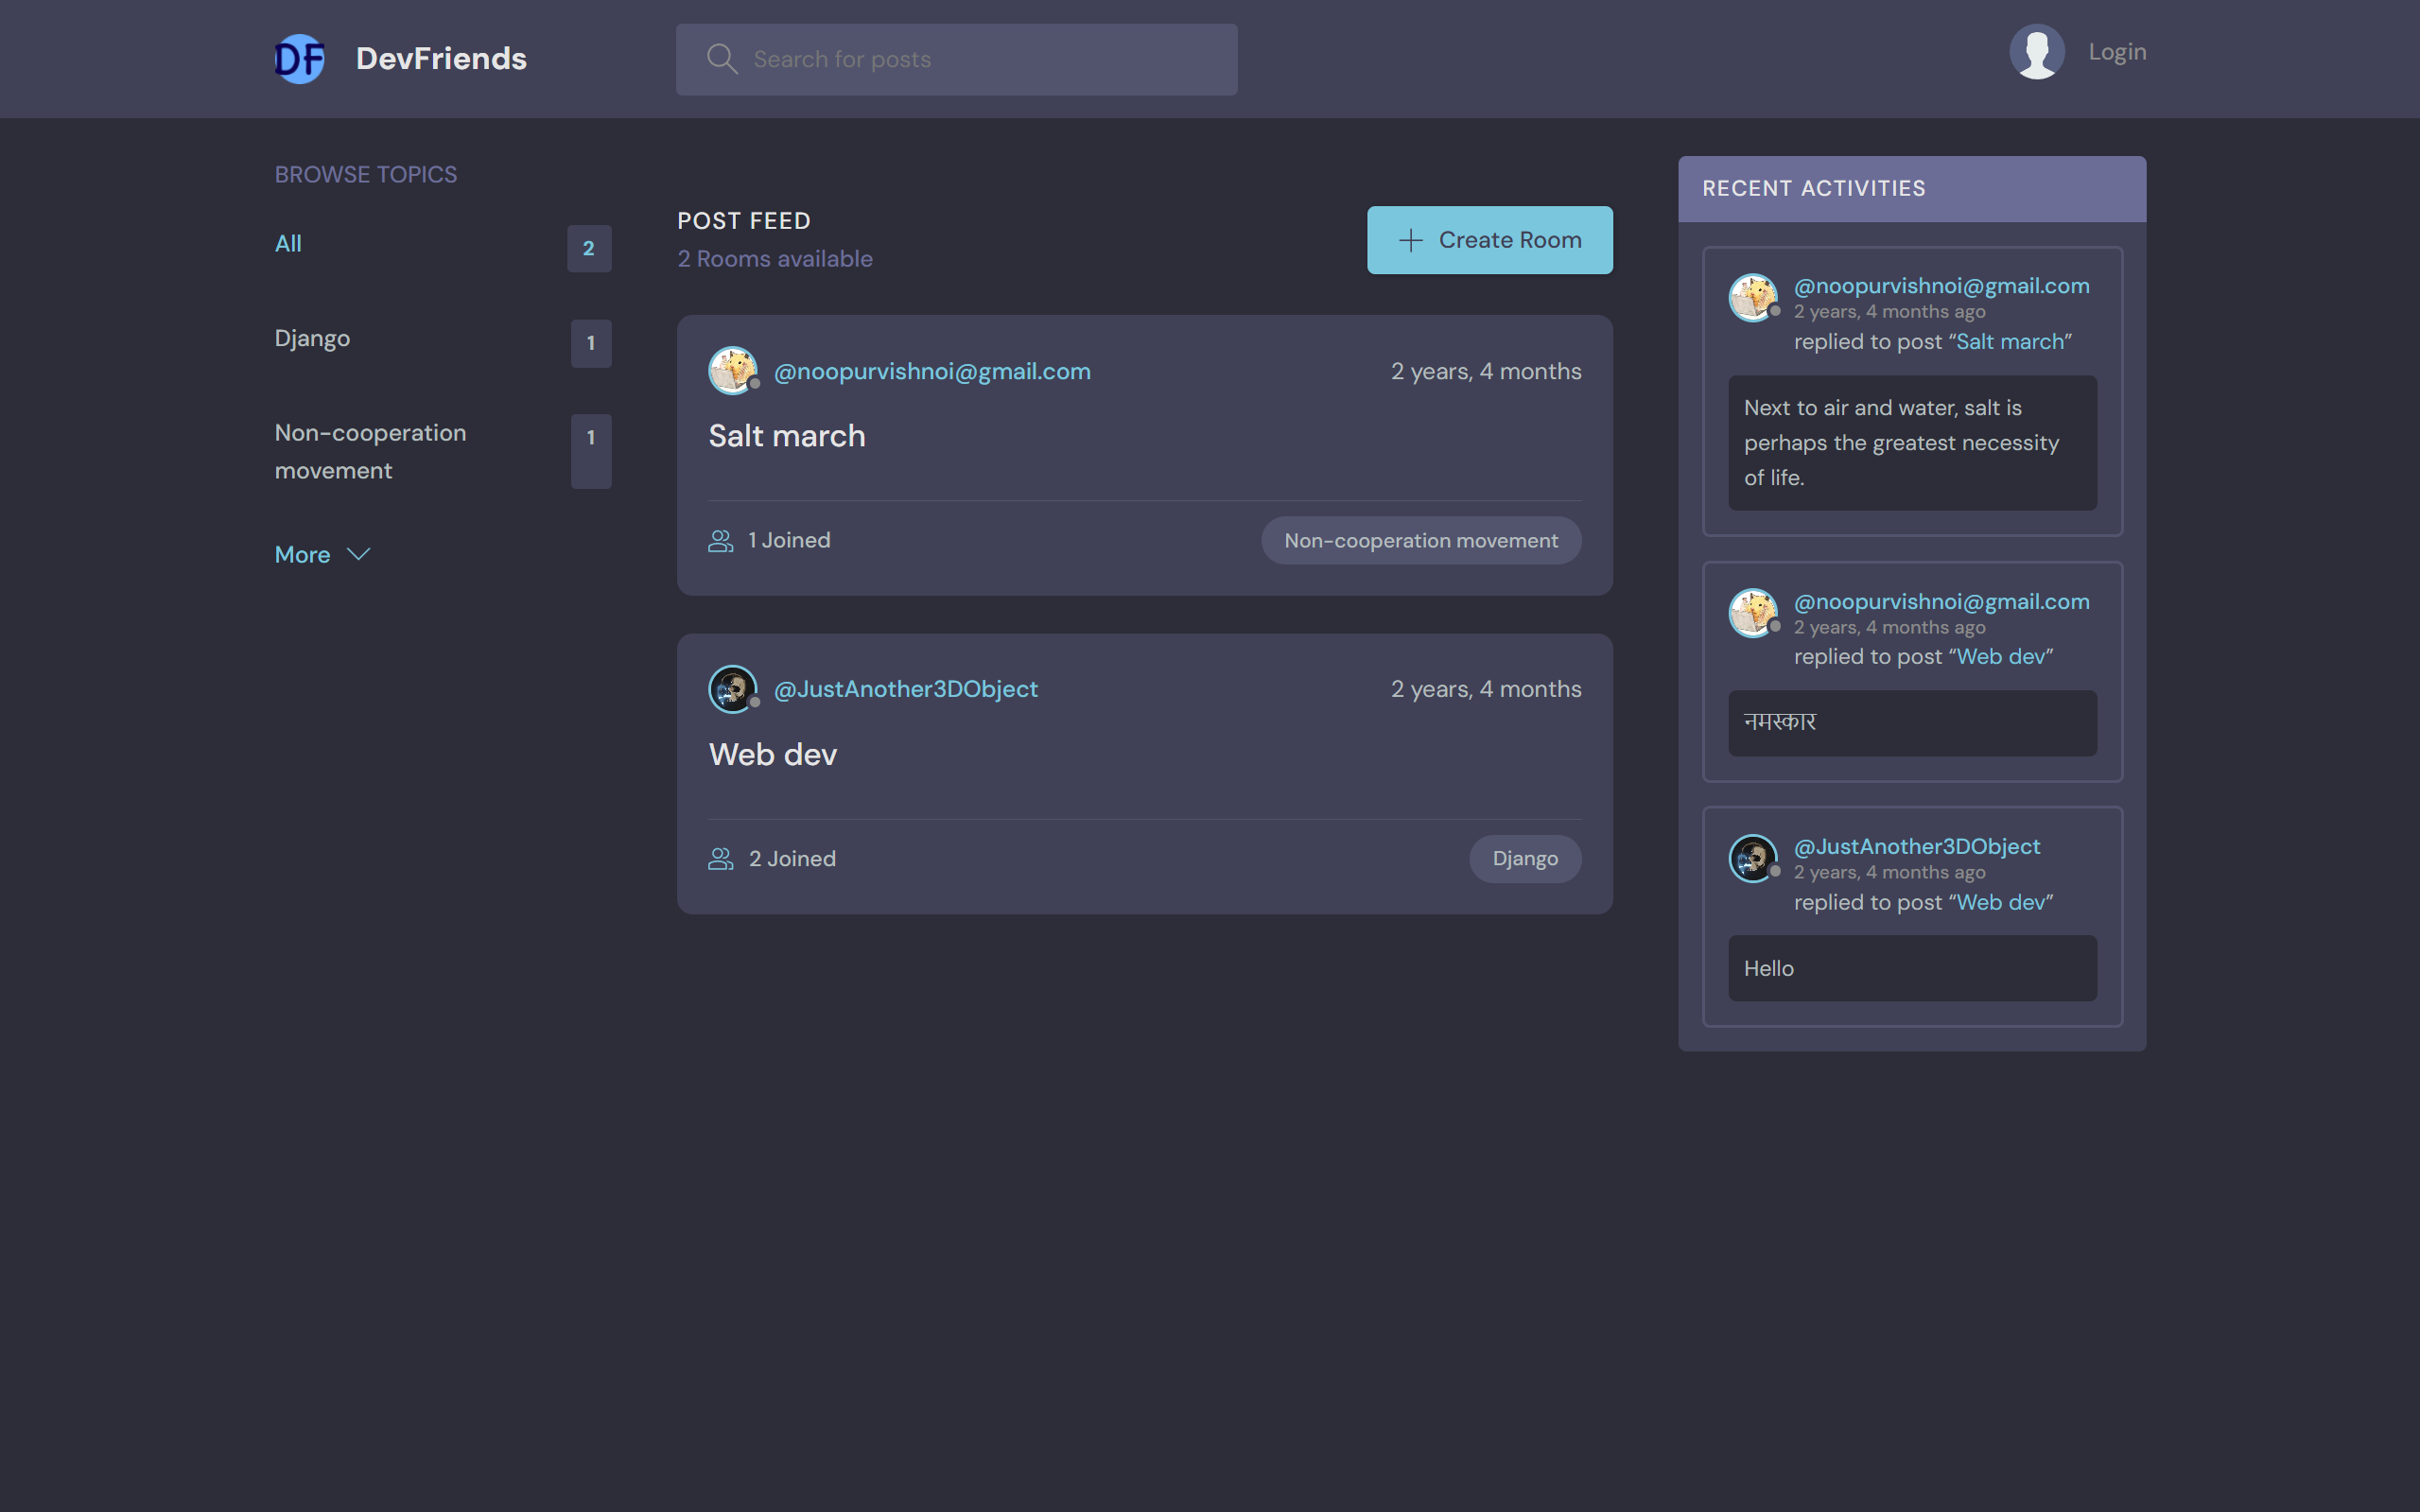 DF
DevFriends
Search for posts
Login
BROWSE TOPICS
All
2
Django
1
Non-cooperation
movement
1
More
POST FEED
2 Rooms available
Create Room
@noopurvishnoi@gmail.com
2 years, 4 months
Salt march
1 Joined
Non-cooperation movement
@JustAnother3DObject
2 years, 4 months
Web dev
2 Joined
Django
RECENT ACTIVITIES
@noopurvishnoi@gmail.com
2 years, 4 months ago
replied to post “Salt march”
Next to air and water, salt is
perhaps the greatest necessity
of life.
@noopurvishnoi@gmail.com
2 years, 4 months ago
replied to post “Web dev”
नमस्कार
@JustAnother3DObject
2 years, 4 months ago
replied to post “Web dev”
Hello